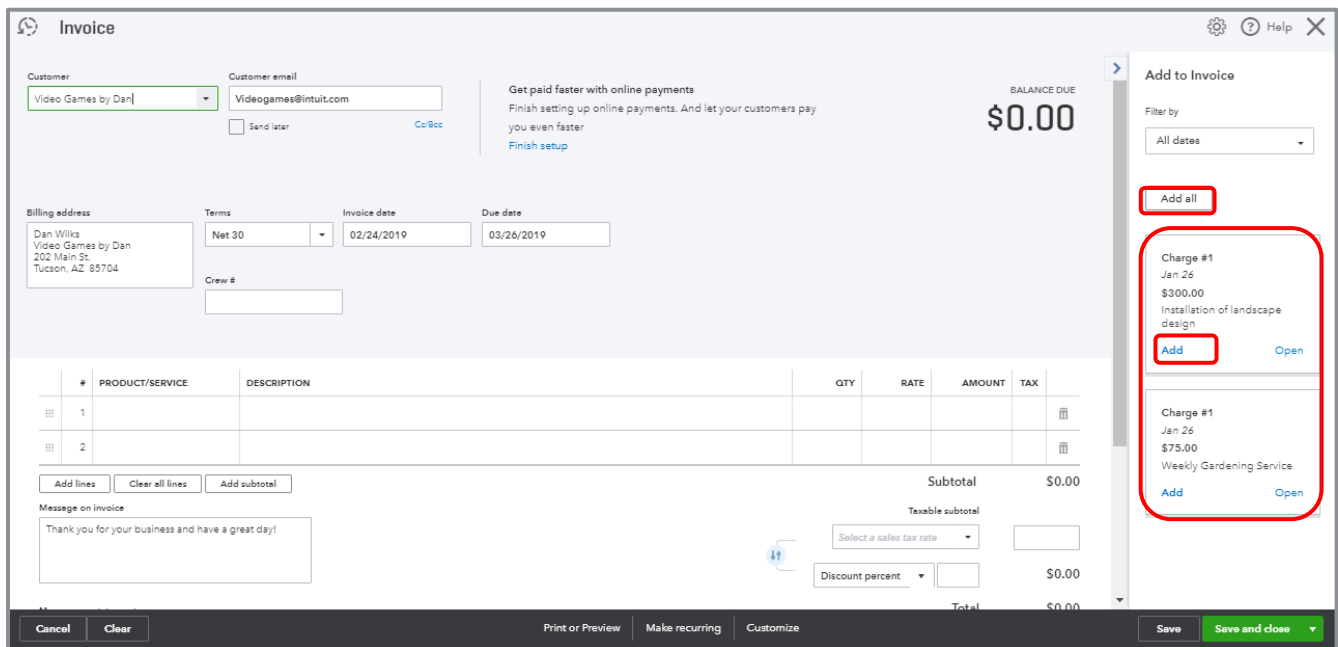 Invoice
Help
Customer
Video Games by Dan
Customer email
Videogames@intuit.com
Send later
Cc/Bcc
Get paid faster with online payments
Finish setting up online payments. And let your customers pay
you even faster
Finish setup
BALANCE DUE
$0.00
Billing address
Dan Wilks
Video Games by Dan
202 Main St.
Tucson, AZ 85704
Terms
Net 30
Invoice date
02/24/2019
Due date
03/26/2019
Crew #
# PRODUCT/SERVICE DESCRIPTION QTY RATE AMOUNT TAX
1
2
Add lines Clear all lines Add subtotal
Subtotal $0.00
Message on invoice
Thank you for your business and have a great day!
Taxable subtotal
Select a sales tax rate
Discount percent $0.00
Total $0.00
Add to Invoice
Filter by
All dates
Add all
Charge #1
Jan 26
$300.00
Installation of landscape
design
Add Open
Charge #1
Jan 26
$75.00
Weekly Gardening Service
Add Open
Cancel Clear Print or Preview Make recurring Customize Save Save and close